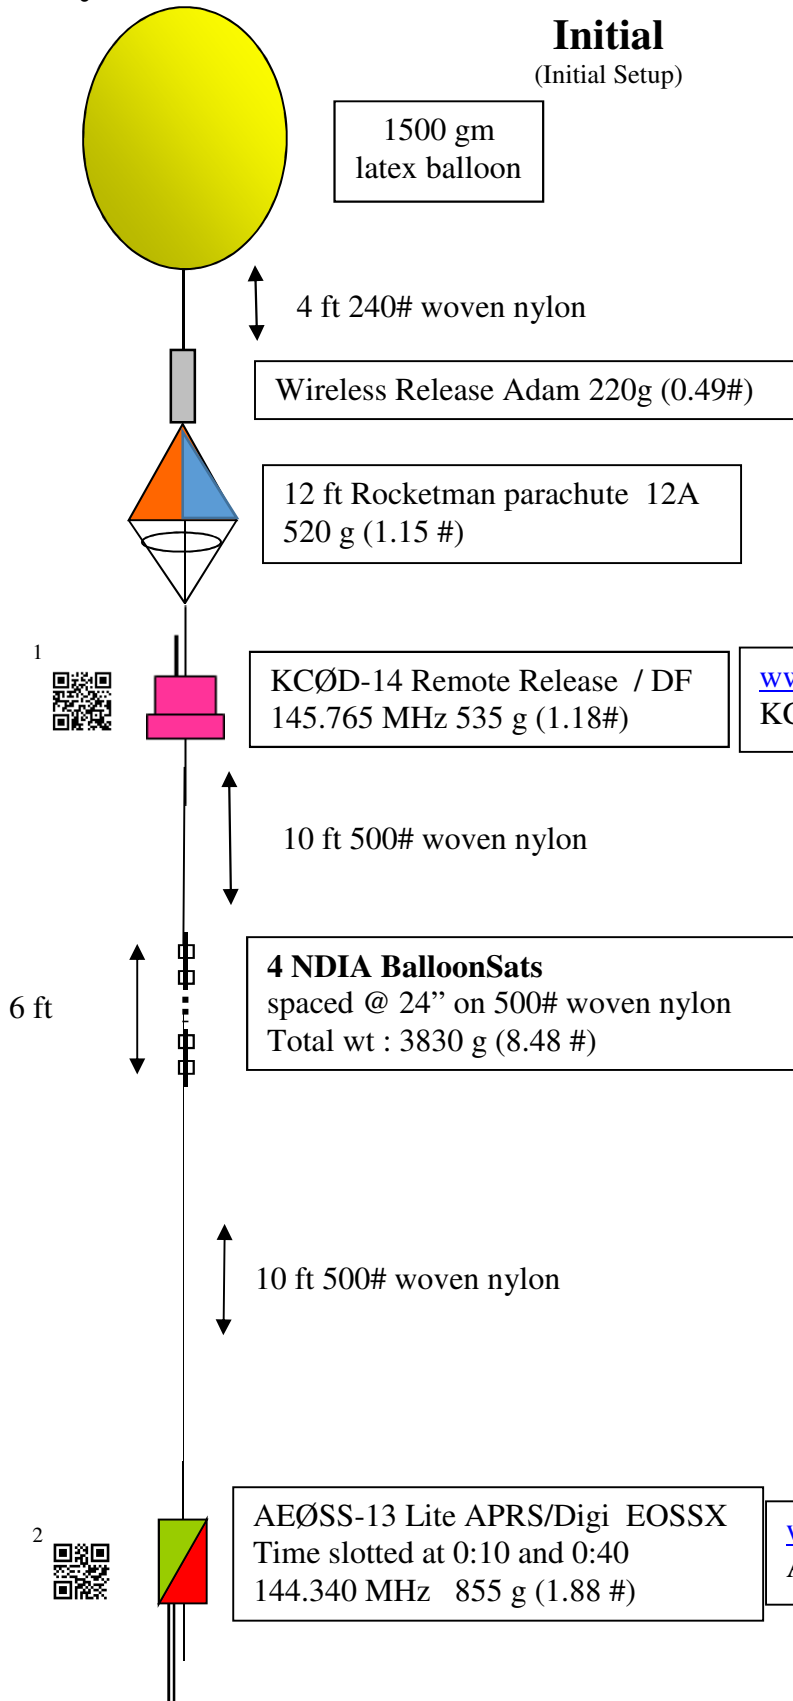 Initial
(Initial Setup)
1500 gm
latex balloon
4 ft 240# woven nylon
Wireless Release Adam 220g (0.49#)
12 ft Rocketman parachute  12A
520 g (1.15 #)
1
KCØD-14 Remote Release  / DF
145.765 MHz 535 g (1.18#)
10 ft 500# woven nylon
6 ft
4 NDIA BalloonSats
spaced @ 24” on 500# woven nylon
Total wt : 3830 g (8.48 #)
10 ft 500# woven nylon
2
AEØSS-13 Lite APRS/Digi  EOSSX
Time slotted at 0:10 and 0:40
144.340 MHz   855 g (1.88 #)